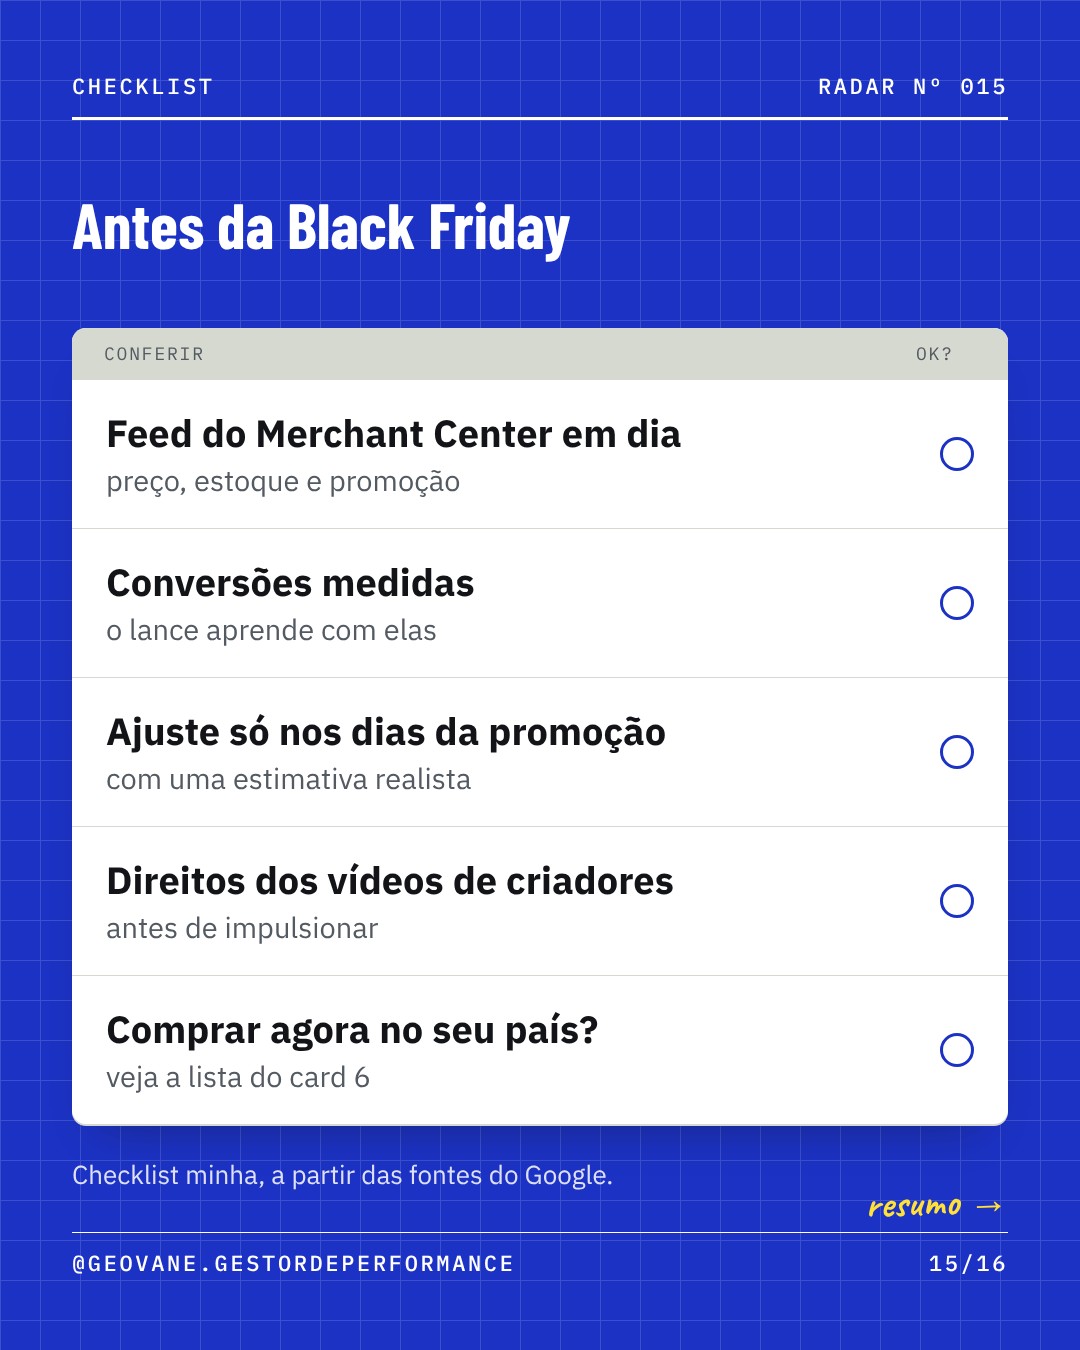 CHECKLIST
RADAR Nº 015
Antes da Black Friday
CONFERIR
OK?
Feed do Merchant Center em dia
preço, estoque e promoção
Conversões medidas
o lance aprende com elas
Ajuste só nos dias da promoção
com uma estimativa realista
Direitos dos vídeos de criadores
antes de impulsionar
Comprar agora no seu país?
veja a lista do card 6
Checklist minha, a partir das fontes do Google.
resumo →
@GEOVANE.GESTORDEPERFORMANCE
15/16